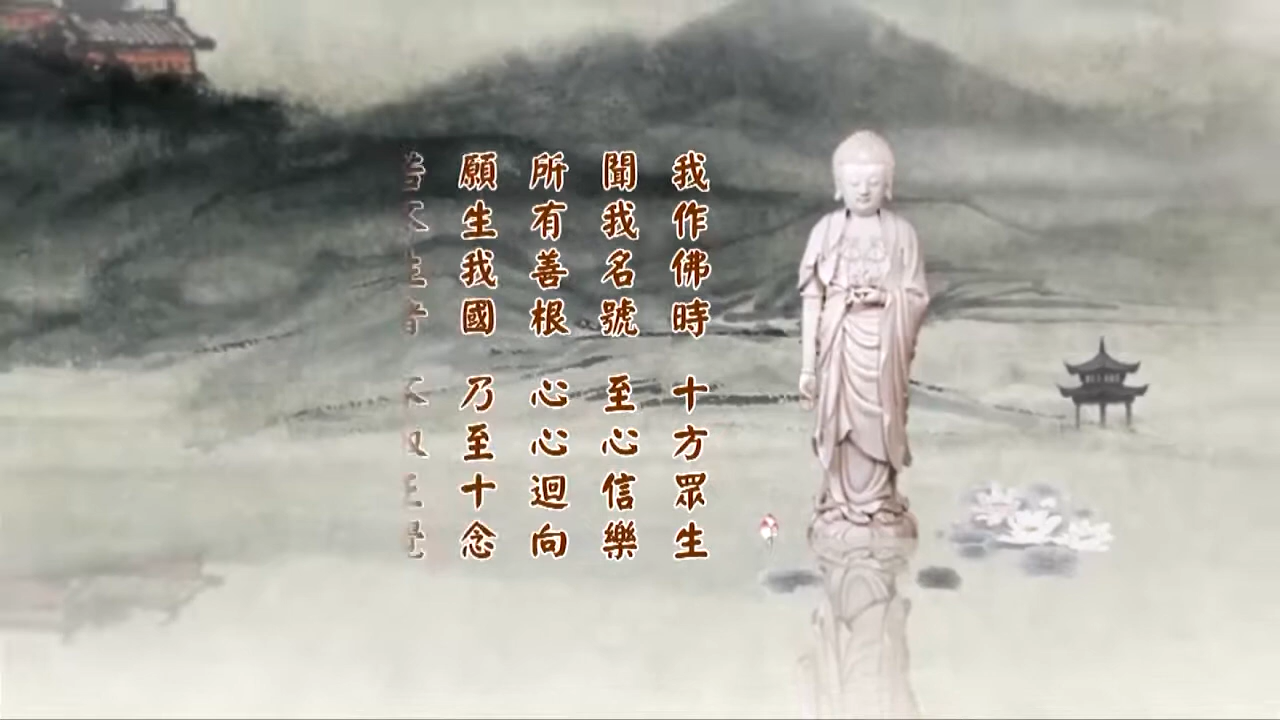 我作佛時 十方眾生
聞我名號 至心信樂
所有善根 心心迴向
願生我國 乃至十念